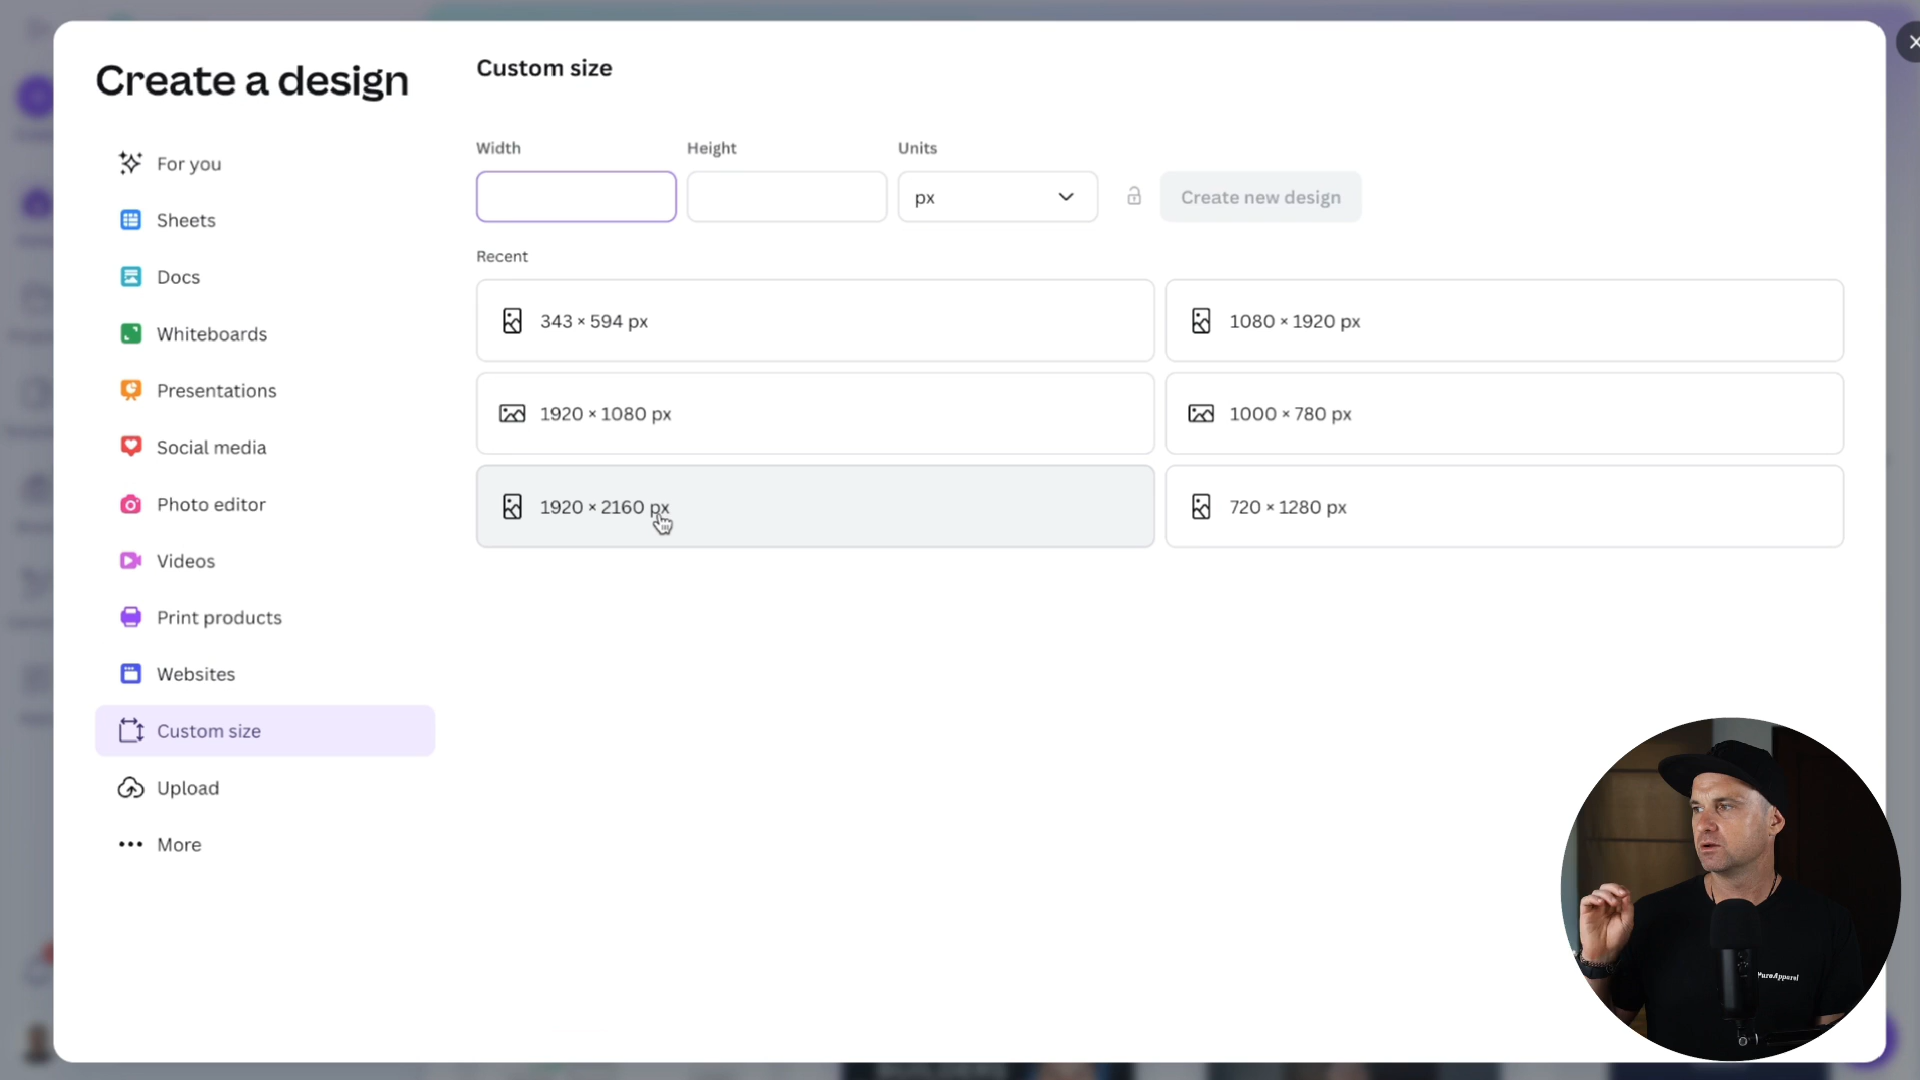 Create a design
For you
Sheets
Docs
Whiteboards
Presentations
Social media
Photo editor
Videos
Print products
Websites
Custom size
Upload
More
Custom size
Width
Height
Units
px
Create new design
Recent
343 × 594 px
1080 × 1920 px
1920 × 1080 px
1000 × 780 px
1920 × 2160 px
720 × 1280 px
PureApparel